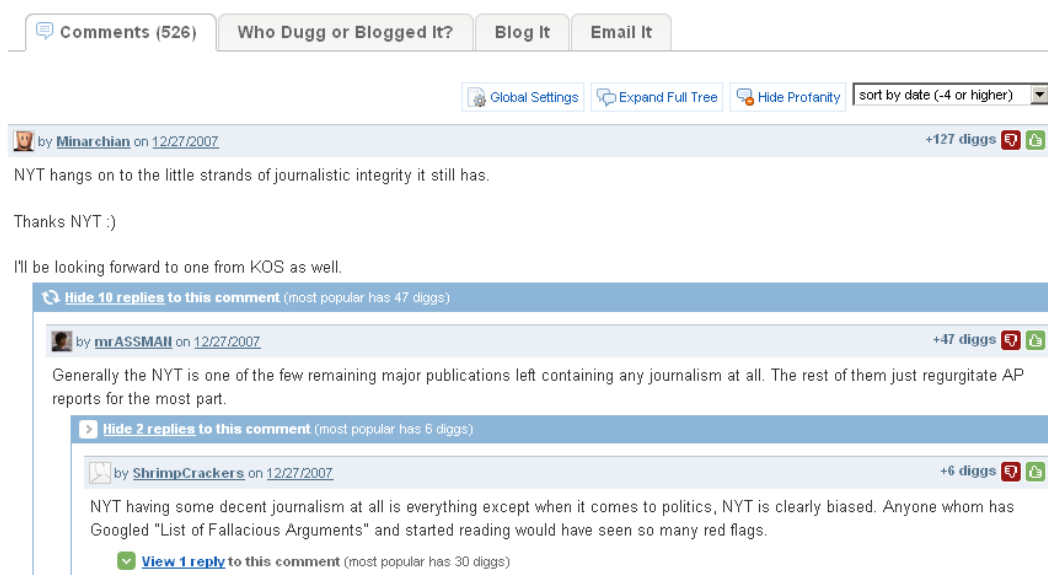 Comments (526)
Who Dugg or Blogged It?
Blog It
Email It
Global Settings
Expand Full Tree
Hide Profanity
sort by date (-4 or higher)
by Minarchian on 12/27/2007
+127 diggs
NYT hangs on to the little strands of journalistic integrity it still has.
Thanks NYT :)
I'll be looking forward to one from KOS as well.
Hide 10 replies to this comment (most popular has 47 diggs)
by mrASSMAN on 12/27/2007
+47 diggs
Generally the NYT is one of the few remaining major publications left containing any journalism at all. The rest of them just regurgitate AP
reports for the most part.
Hide 2 replies to this comment (most popular has 6 diggs)
by ShrimpCrackers on 12/27/2007
+6 diggs
NYT having some decent journalism at all is everything except when it comes to politics, NYT is clearly biased. Anyone whom has
Googled "List of Fallacious Arguments" and started reading would have seen so many red flags.
View 1 reply to this comment (most popular has 30 diggs)